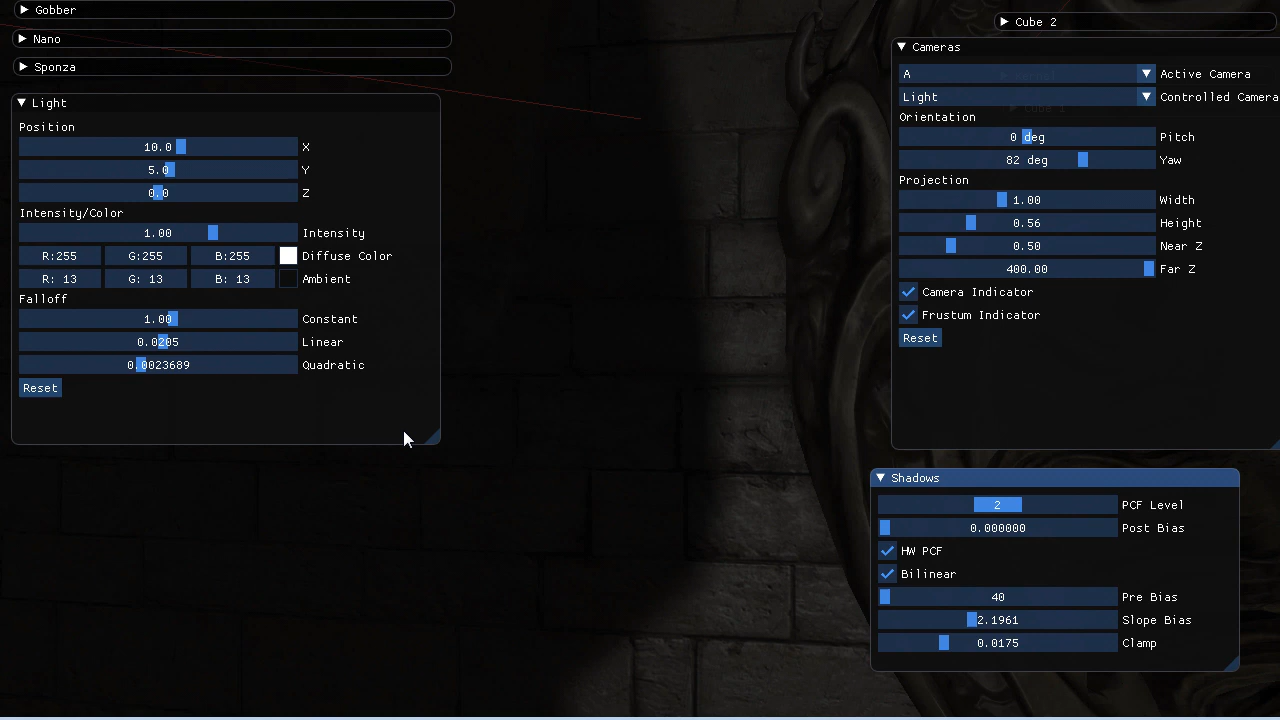 Gobber
Nano
Sponza
Light
Position
10.0 X
5.0 Y
0.0 Z
Intensity/Color
1.00 Intensity
R:255 G:255 B:255 Diffuse Color
R: 13 G: 13 B: 13 Ambient
Falloff
1.00 Constant
0.0205 Linear
0.0023689 Quadratic
Reset
Cube 2
Cameras
A Active Camera
Light Controlled Camera
Orientation
0 deg Pitch
82 deg Yaw
Projection
1.00 Width
0.56 Height
0.50 Near Z
400.00 Far Z
Camera Indicator
Frustum Indicator
Reset
Shadows
2 PCF Level
0.000000 Post Bias
HW PCF
Bilinear
40 Pre Bias
2.1961 Slope Bias
0.0175 Clamp